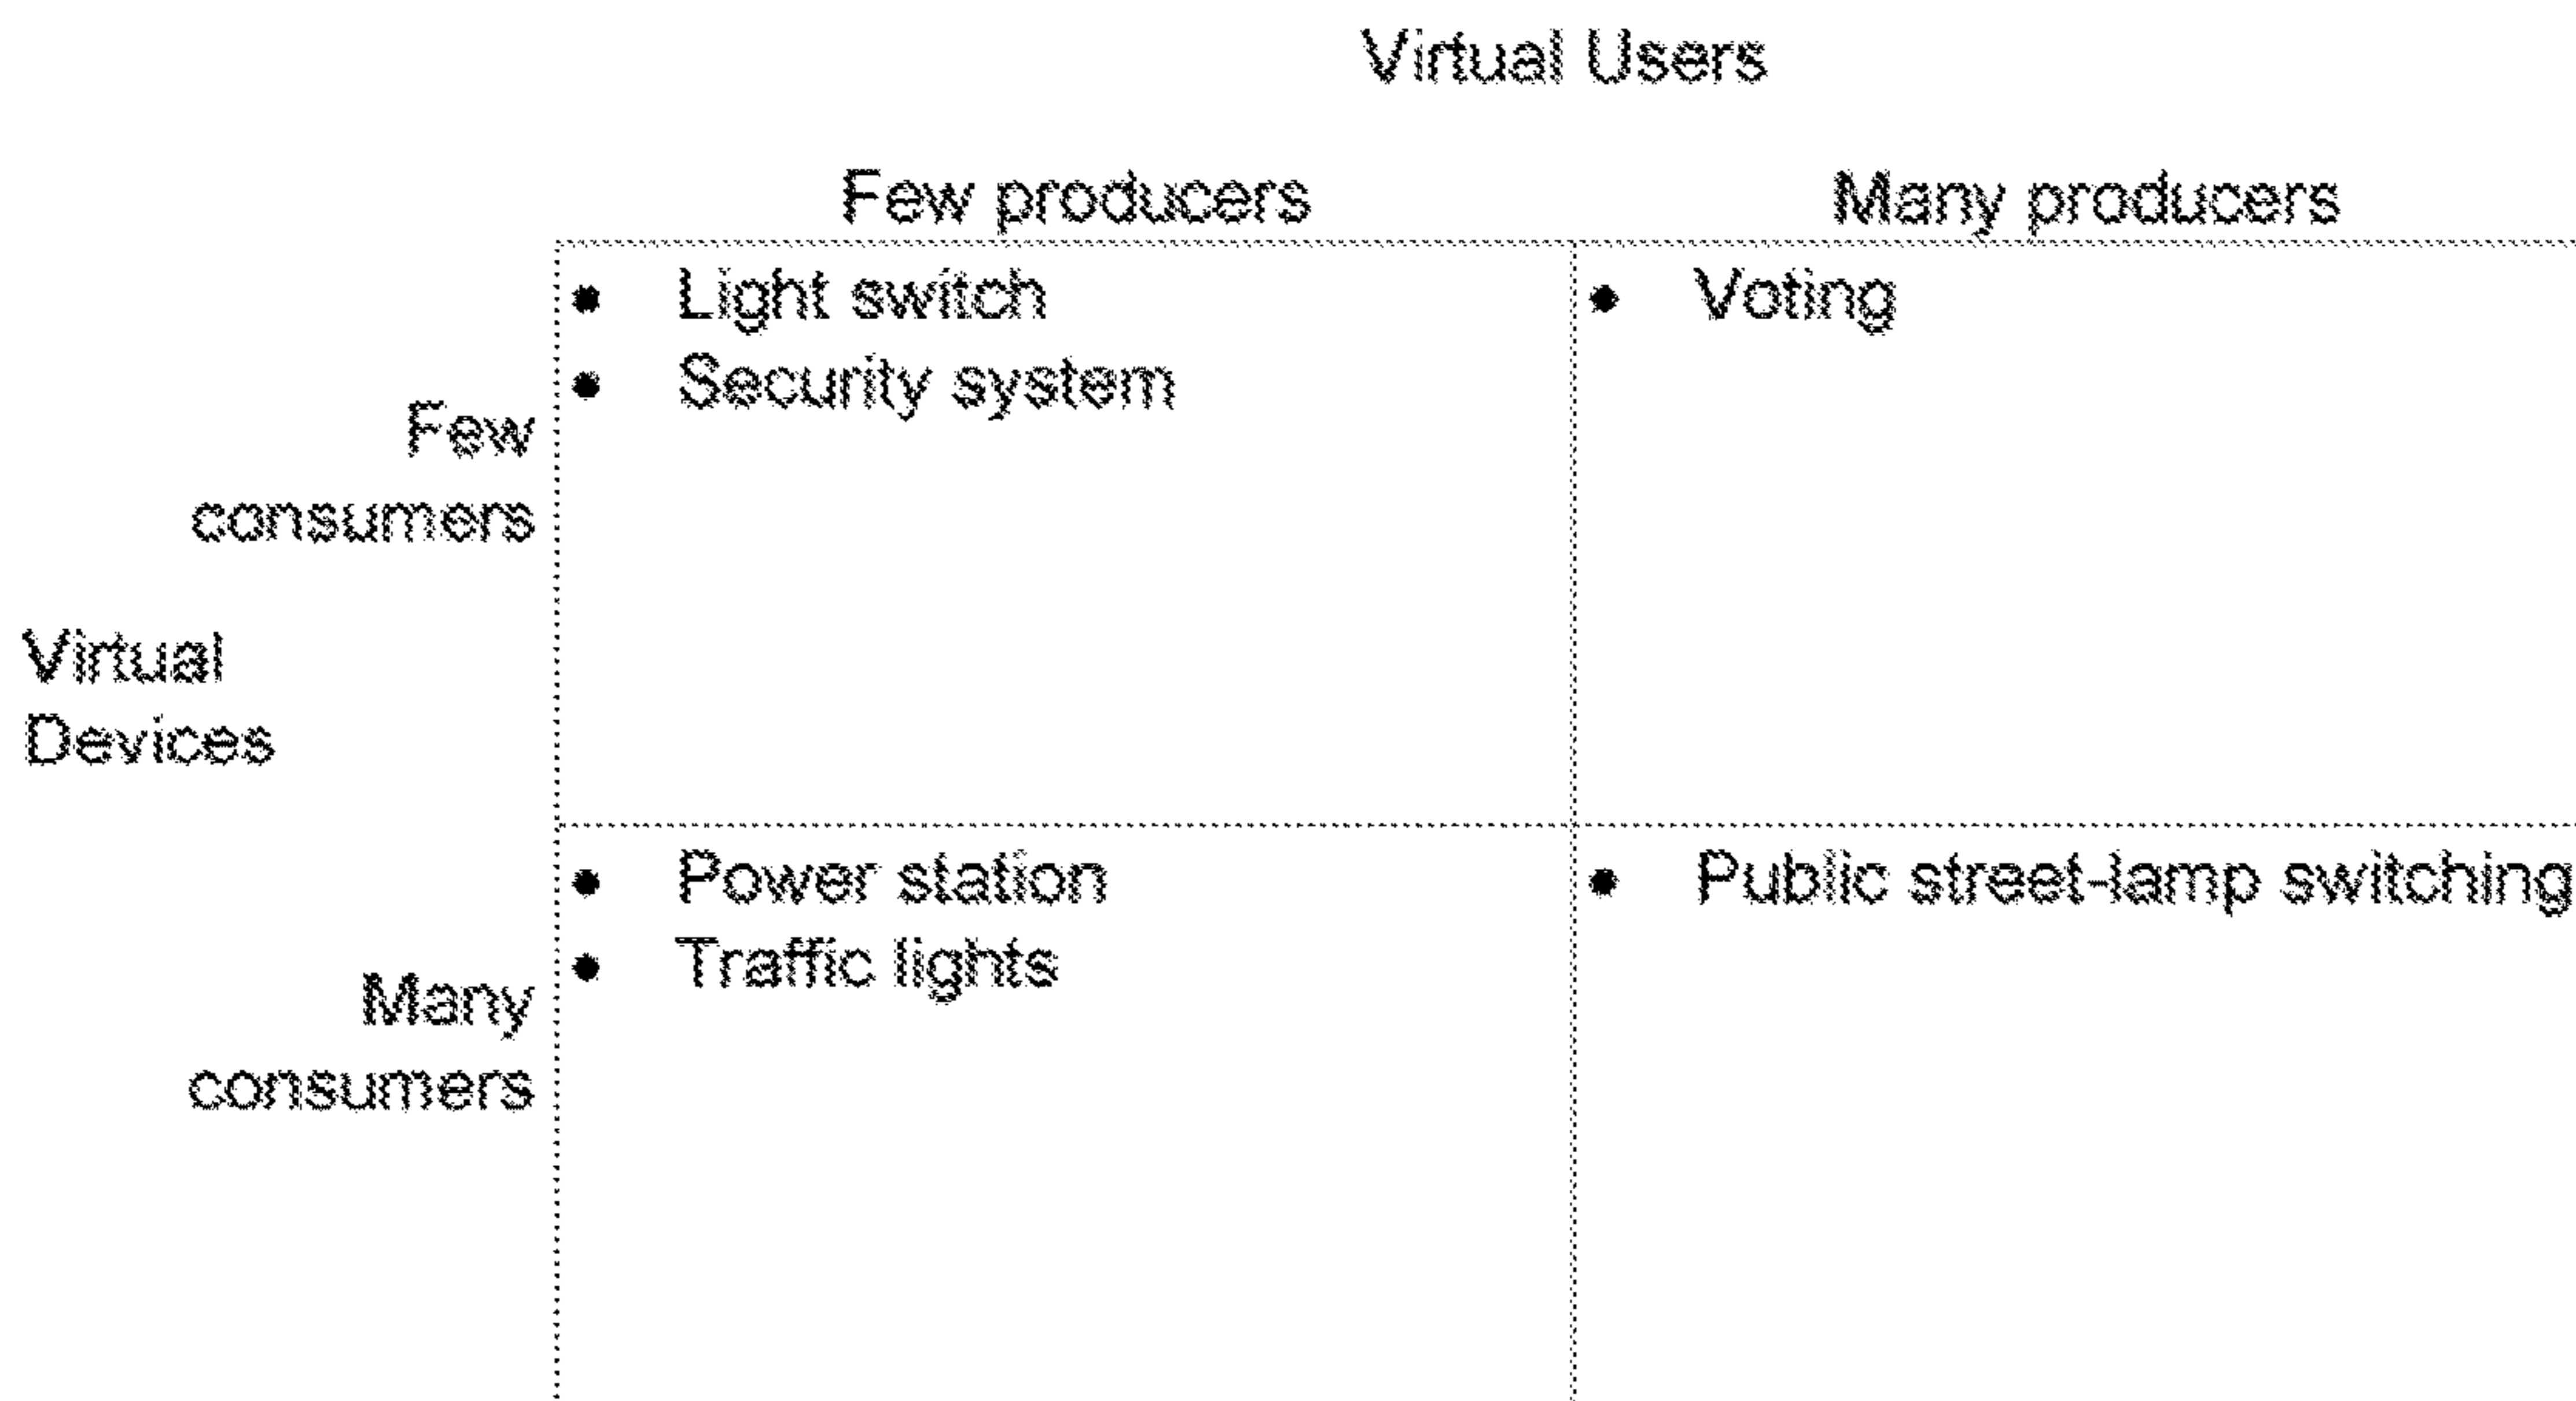 Virtual Users
Few producers
Many producers
• Light switch
• Security system
• Voting
Few
consumers
Virtual
Devices
• Power station
• Traffic lights
• Public street-lamp switching
Many
consumers